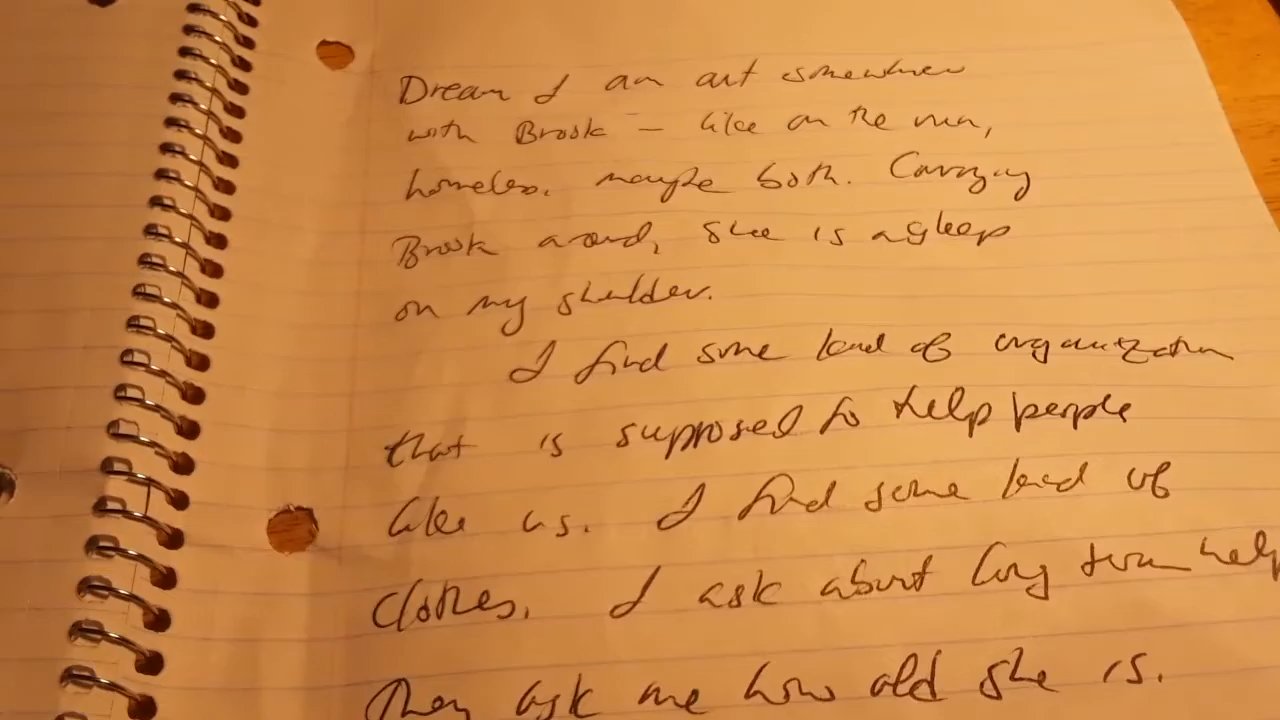 Dream I am out somewhere
with Brook - like on the run,
homeless, maybe both. Carrying
Brook around, she is asleep
on my shoulder.
I find some kind of organization
that is supposed to help people
like us. I find some kind of
clothes. I ask about long term help
They ask me how old she is.